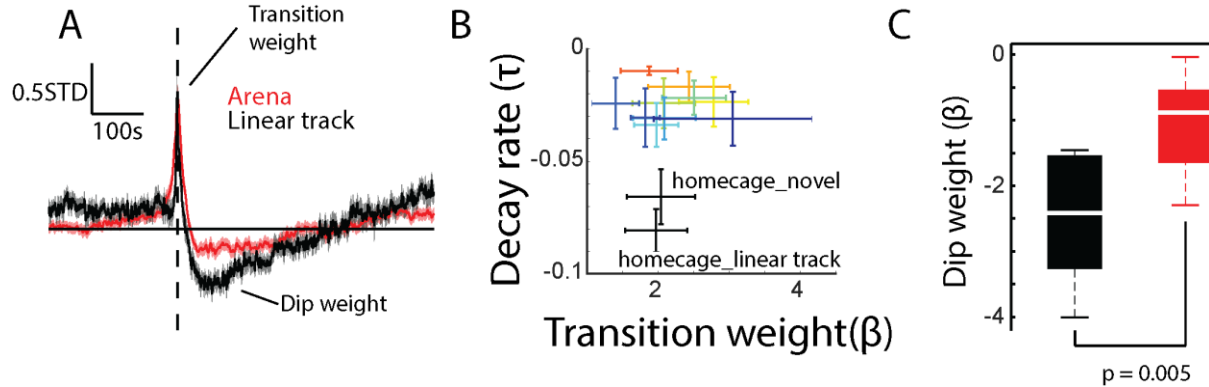 A
Transition
weight
0.5STD
100s
Arena
Linear track
Dip weight
B
Decay rate (τ)
0
-0.05
-0.1
homecage_novel
homecage_linear track
2
4
Transition weight(β)
C
Dip weight (β)
0
-2
-4
p = 0.005